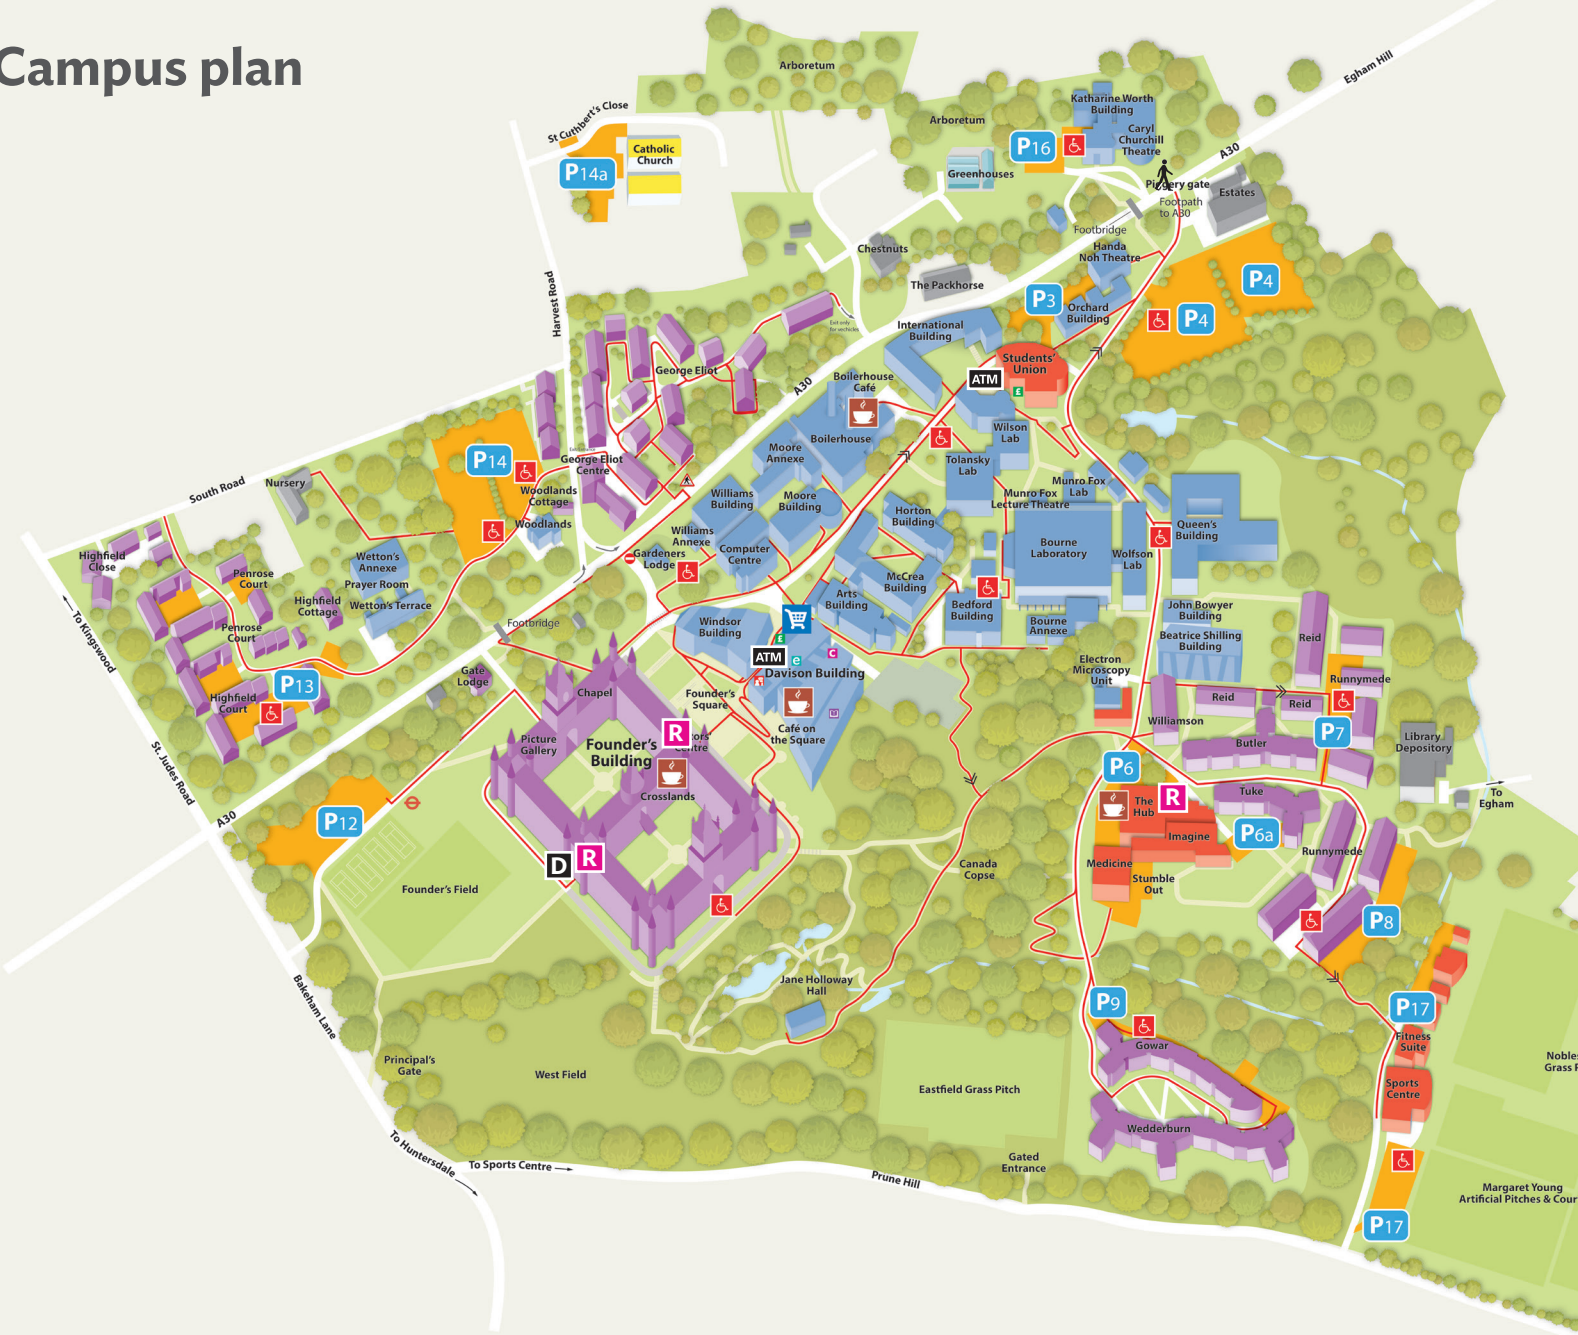 Campus plan
Arboretum
Egham Hill
St Cuthbert's Close
Catholic
Church
P14a
Arboretum
Katharine Worth
Building
Caryl
Churchill
Theatre
P16
A30
Greenhouses
Piggery gate
Footpath
to A30
Estates
Footbridge
Chestnuts
Handa
Noh Theatre
The Packhorse
P3
P4
P4
Orchard
Building
Harvest Road
Exit only
for vechicles
International
Building
Students'
Union
ATM
£
George Eliot
A30
Boilerhouse
Café
Boilerhouse
Wilson
Lab
Moore
Annexe
Tolansky
Lab
P14
George Eliot
Centre
South Road
Nursery
Woodlands
Cottage
Woodlands
Williams
Building
Moore
Building
Munro Fox
Lab
Munro Fox
Lecture Theatre
Horton
Building
Williams
Annexe
Computer
Centre
Gardeners
Lodge
Bourne
Laboratory
Wolfson
Lab
Queen's
Building
Highfield
Close
Penrose
Court
Wetton's
Annexe
Prayer Room
Wetton's Terrace
Highfield
Cottage
McCrea
Building
Arts
Building
Bedford
Building
Bourne
Annexe
John Bowyer
Building
Beatrice Shilling
Building
Reid
To Kingswood
Penrose
Court
Footbridge
Windsor
Building
£
ATM
e
C
Davison Building
Electron
Microscopy
Unit
Runnymede
P13
Highfield
Court
Gate
Lodge
Chapel
Founder's
Square
Reid
Reid
Williamson
P7
Picture
Gallery
Founder's
Building
R
Café on
the Square
Butler
Library
Depository
St. Judes Road
P6
Crosslands
The
Hub
R
Tuke
To
Egham
A30
P12
Imagine
P6a
Runnymede
D
R
Founder's Field
Canada
Copse
Medicine
Stumble
Out
P8
Bakeham Lane
Jane Holloway
Hall
P9
P17
Gowar
Fitness
Suite
Principal's
Gate
West Field
Eastfield Grass Pitch
Sports
Centre
Wedderburn
To Huntersdale
To Sports Centre
Prune Hill
Gated
Entrance
Margaret Young
P17